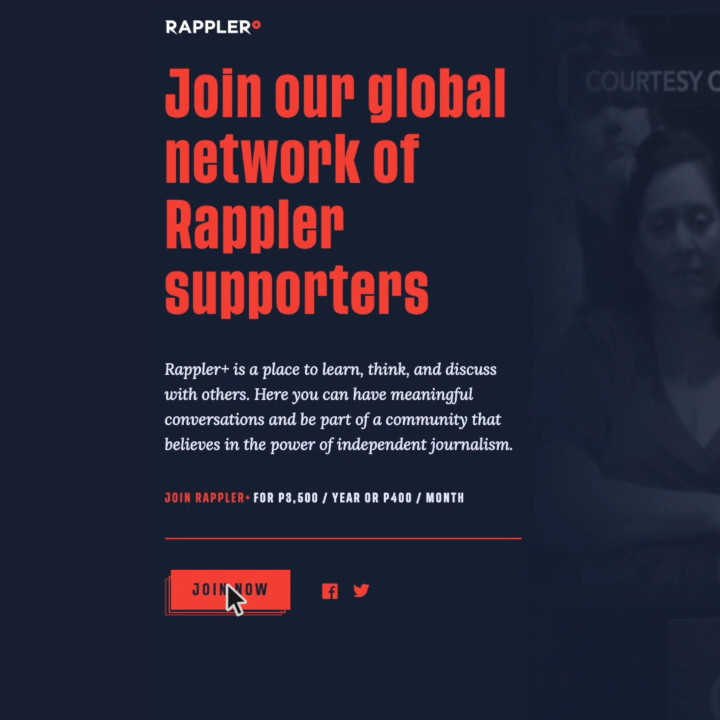 RAPPLER
Join our global
network of
Rappler
supporters
Rappler+ is a place to learn, think, and discuss
with others. Here you can have meaningful
conversations and be part of a community that
believes in the power of independent journalism.
JOIN RAPPLER+ FOR P3,500 / YEAR OR P400 / MONTH
JOIN NOW
COURTESY